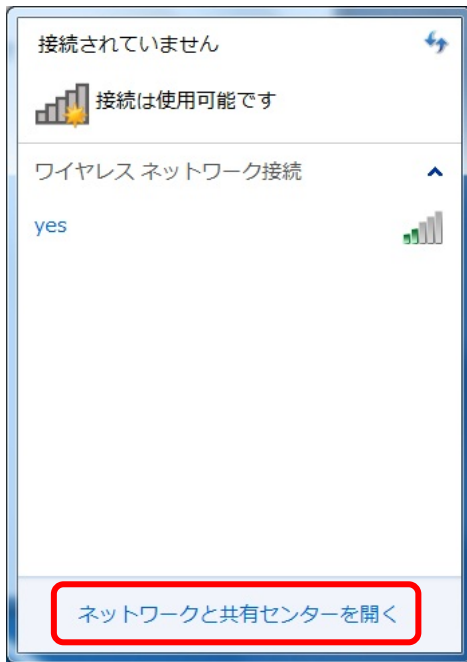 接続されていません
接続は使用可能です
ワイヤレス ネットワーク接続
yes
ネットワークと共有センターを開く